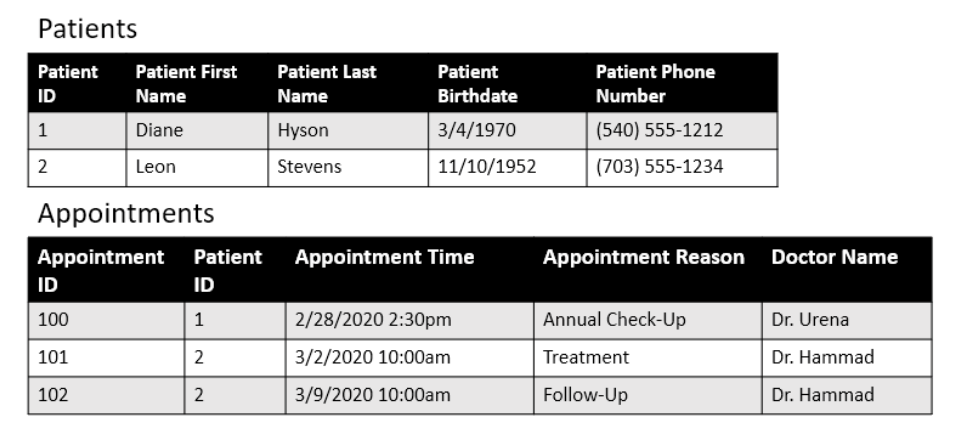 Patients
Patient ID Patient First Name Patient Last Name Patient Birthdate Patient Phone Number
1 Diane Hyson 3/4/1970 (540) 555-1212
2 Leon Stevens 11/10/1952 (703) 555-1234
Appointments
Appointment ID Patient ID Appointment Time Appointment Reason Doctor Name
100 1 2/28/2020 2:30pm Annual Check-Up Dr. Urena
101 2 3/2/2020 10:00am Treatment Dr. Hammad
102 2 3/9/2020 10:00am Follow-Up Dr. Hammad